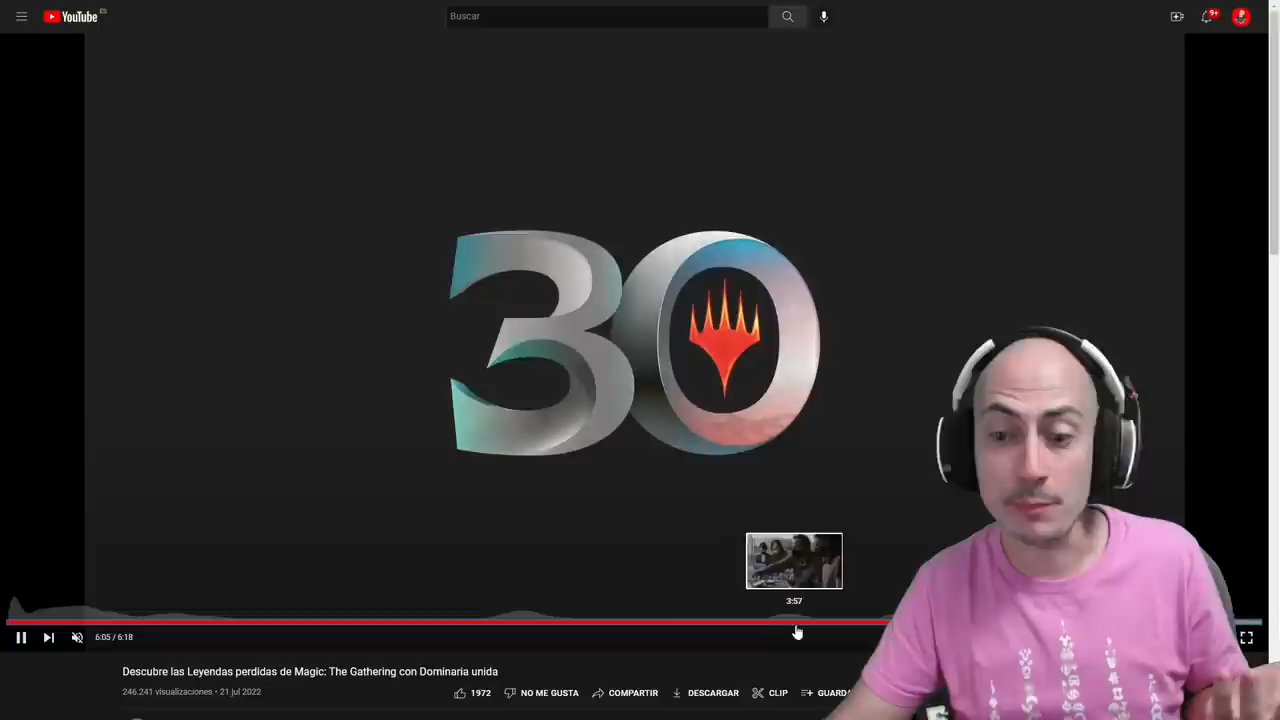 YouTube ES
Buscar
9+
30
3:57
6:05 / 6:18
Descubre las Leyendas perdidas de Magic: The Gathering con Dominaria unida
246.241 visualizaciones • 21 jul 2022
1972 NO ME GUSTA COMPARTIR DESCARGAR CLIP GUARD